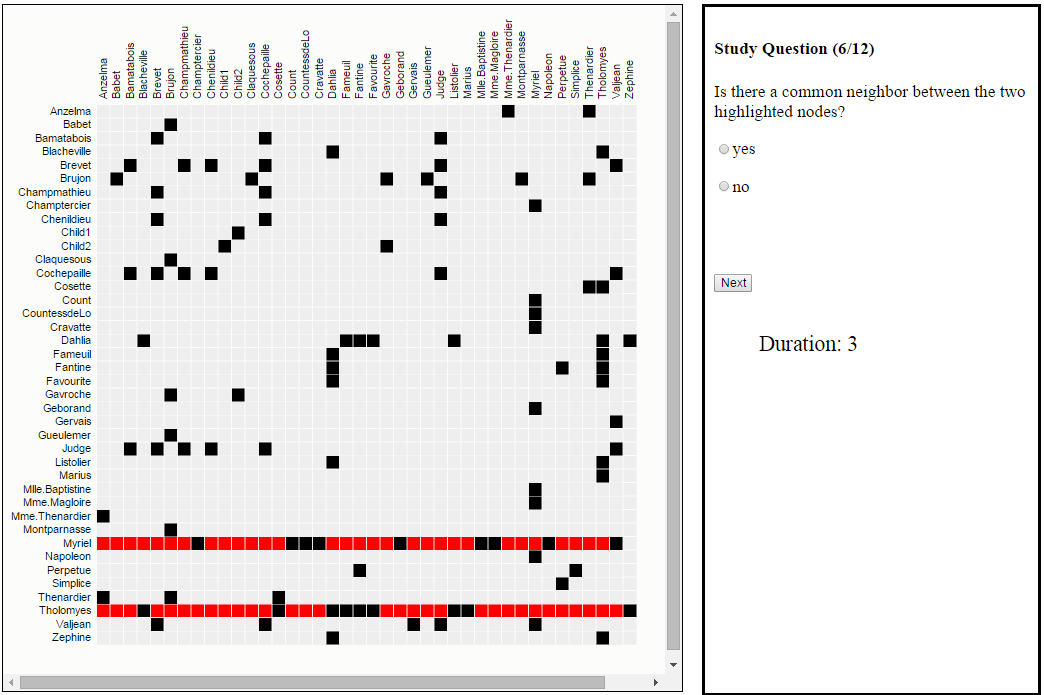 Anzelma
Babet
Bamatabois
Blacheville
Brevet
Brujon
Champmathieu
Champtercier
Chenildieu
Child1
Child2
Claquesous
Cochepaille
Cosette
Count
CountessdeLo
Cravatte
Dahlia
Fameuil
Fantine
Favourite
Gavroche
Geborand
Gervais
Gueulemer
Judge
Listolier
Marius
Mlle.Baptistine
Mme.Magloire
Mme.Thenardier
Montparnasse
Myriel
Napoleon
Perpetue
Simplice
Thenardier
Tholomyes
Valjean
Zephine
Anzelma
Babet
Bamatabois
Blacheville
Brevet
Brujon
Champmathieu
Champtercier
Chenildieu
Child1
Child2
Claquesous
Cochepaille
Cosette
Count
CountessdeLo
Cravatte
Dahlia
Fameuil
Fantine
Favourite
Gavroche
Geborand
Gervais
Gueulemer
Judge
Listolier
Marius
Mlle.Baptistine
Mme.Magloire
Mme.Thenardier
Montparnasse
Myriel
Napoleon
Perpetue
Simplice
Thenardier
Tholomyes
Valjean
Zephine
Study Question (6/12)
Is there a common neighbor between the two
highlighted nodes?
yes
no
Next
Duration: 3